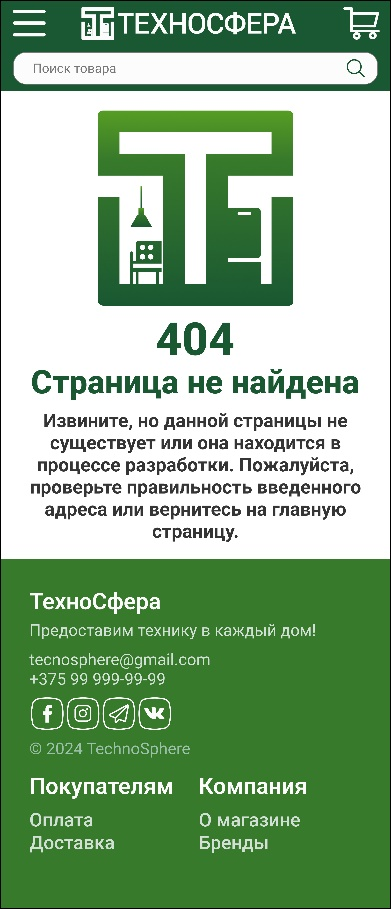 ТЕХНОСФЕРА
Поиск товара
404
Страница не найдена
Извините, но данной страницы не
существует или она находится в
процессе разработки. Пожалуйста,
проверьте правильность введенного
адреса или вернитесь на главную
страницу.
ТехноСфера
Предоставим технику в каждый дом!
tecnosphere@gmail.com
+375 99 999-99-99
© 2024 TechnoSphere
Покупателям
Оплата
Доставка
Компания
О магазине
Бренды